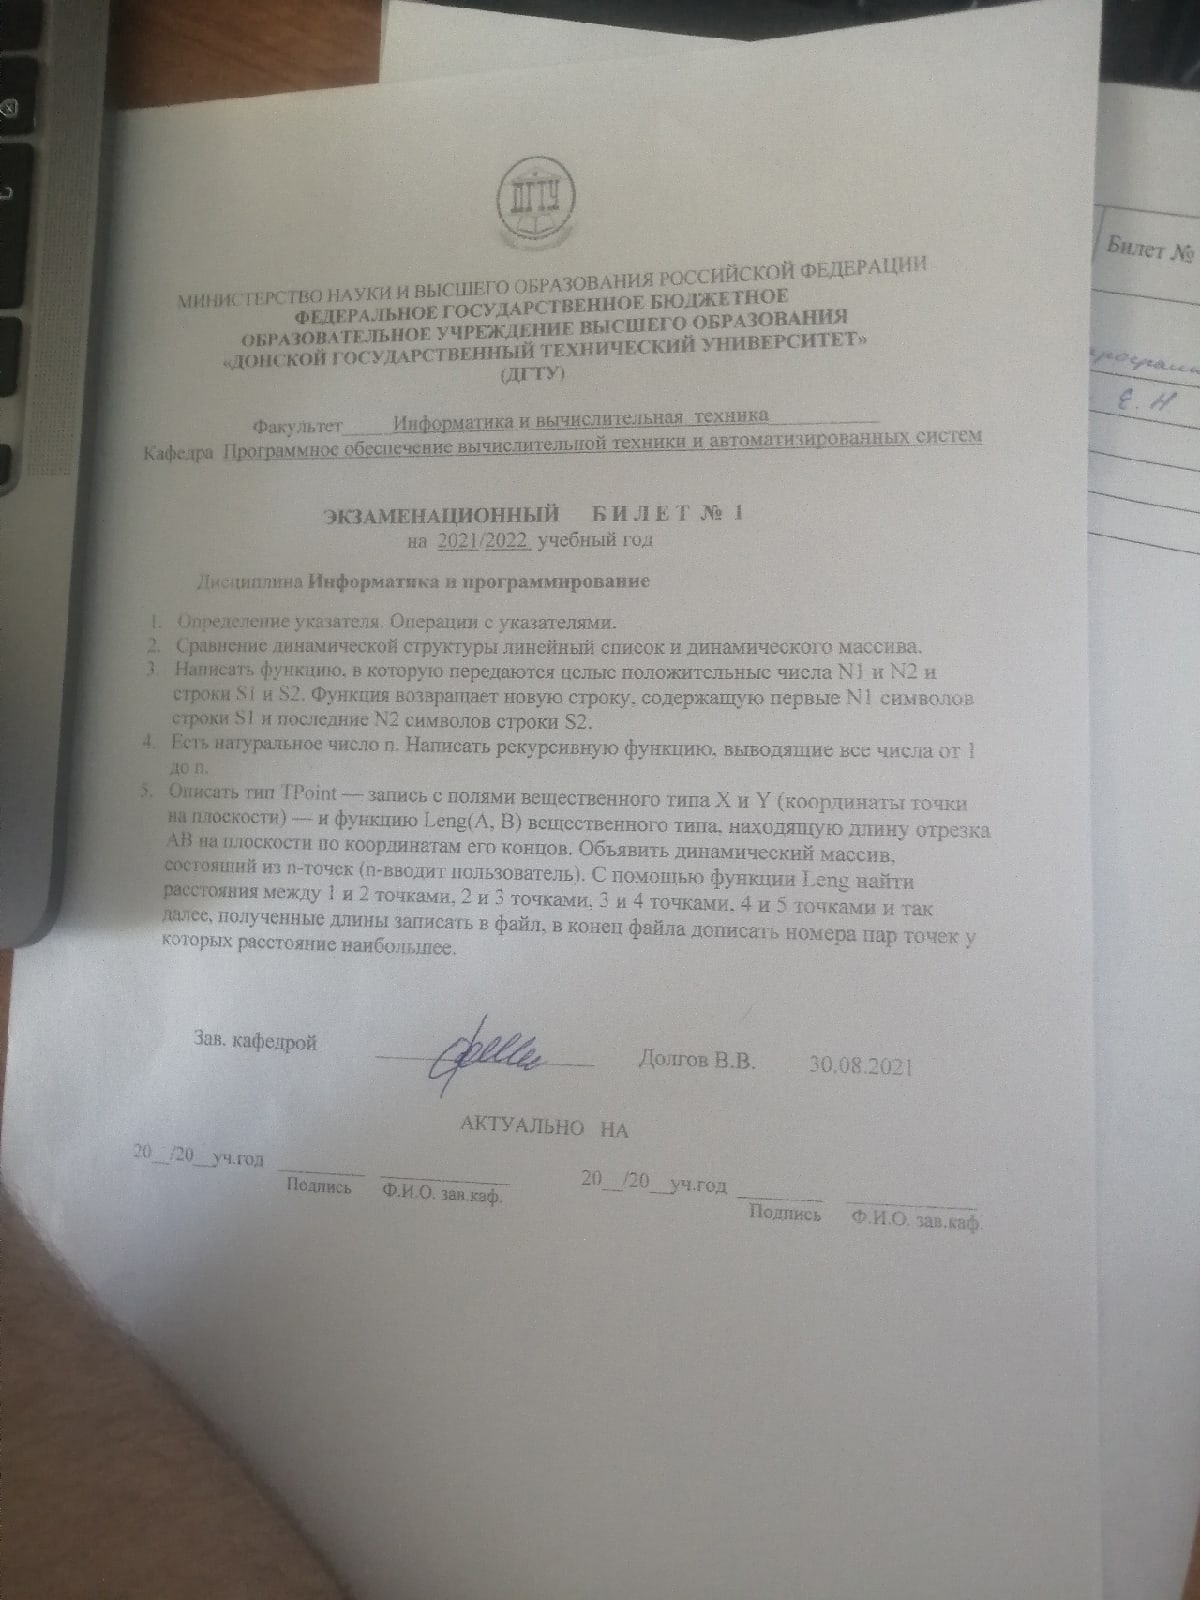 ДГТУ
МИНИСТЕРСТВО НАУКИ И ВЫСШЕГО ОБРАЗОВАНИЯ РОССИЙСКОЙ ФЕДЕРАЦИИ
ФЕДЕРАЛЬНОЕ ГОСУДАРСТВЕННОЕ БЮДЖЕТНОЕ
ОБРАЗОВАТЕЛЬНОЕ УЧРЕЖДЕНИЕ ВЫСШЕГО ОБРАЗОВАНИЯ
«ДОНСКОЙ ГОСУДАРСТВЕННЫЙ ТЕХНИЧЕСКИЙ УНИВЕРСИТЕТ»
(ДГТУ)
Факультет_____Информатика и вычислительная техника___________
Кафедра Программное обеспечение вычислительной техники и автоматизированных систем
ЭКЗАМЕНАЦИОННЫЙ Б И Л Е Т № 1
на 2021/2022 учебный год
Дисциплина Информатика и программирование
1. Определение указателя. Операции с указателями.
2. Сравнение динамической структуры линейный список и динамического массива.
3. Написать функцию, в которую передаются целые положительные числа N1 и N2 и
строки S1 и S2. Функция возвращает новую строку, содержащую первые N1 символов
строки S1 и последние N2 символов строки S2.
4. Есть натуральное число n. Написать рекурсивную функцию, выводящие все числа от 1
до n.
5. Описать тип TPoint — запись с полями вещественного типа X и Y (координаты точки
на плоскости) — и функцию Leng(A, B) вещественного типа, находящую длину отрезка
AB на плоскости по координатам его концов. Объявить динамический массив,
состоящий из n-точек (n-вводит пользователь). С помощью функции Leng найти
расстояния между 1 и 2 точками, 2 и 3 точками, 3 и 4 точками, 4 и 5 точками и так
далее, полученные длины записать в файл, в конец файла дописать номера пар точек у
которых расстояние наибольшее.
Зав. кафедрой Долгов В.В. 30.08.2021
АКТУАЛЬНО НА
20__/20__уч.год 20__/20__уч.год
Подпись Ф.И.О. зав.каф. Подпись Ф.И.О. зав.каф.
Билет №
Е. Н